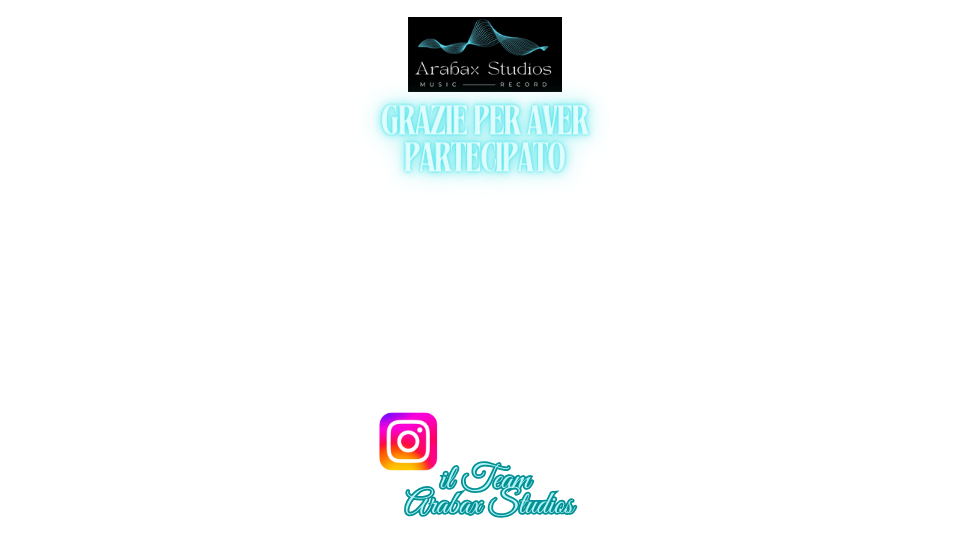 Arabax Studios
MUSIC RECORD
GRAZIE PER AVER
PARTECIPATO
il Team
Arabax Studios